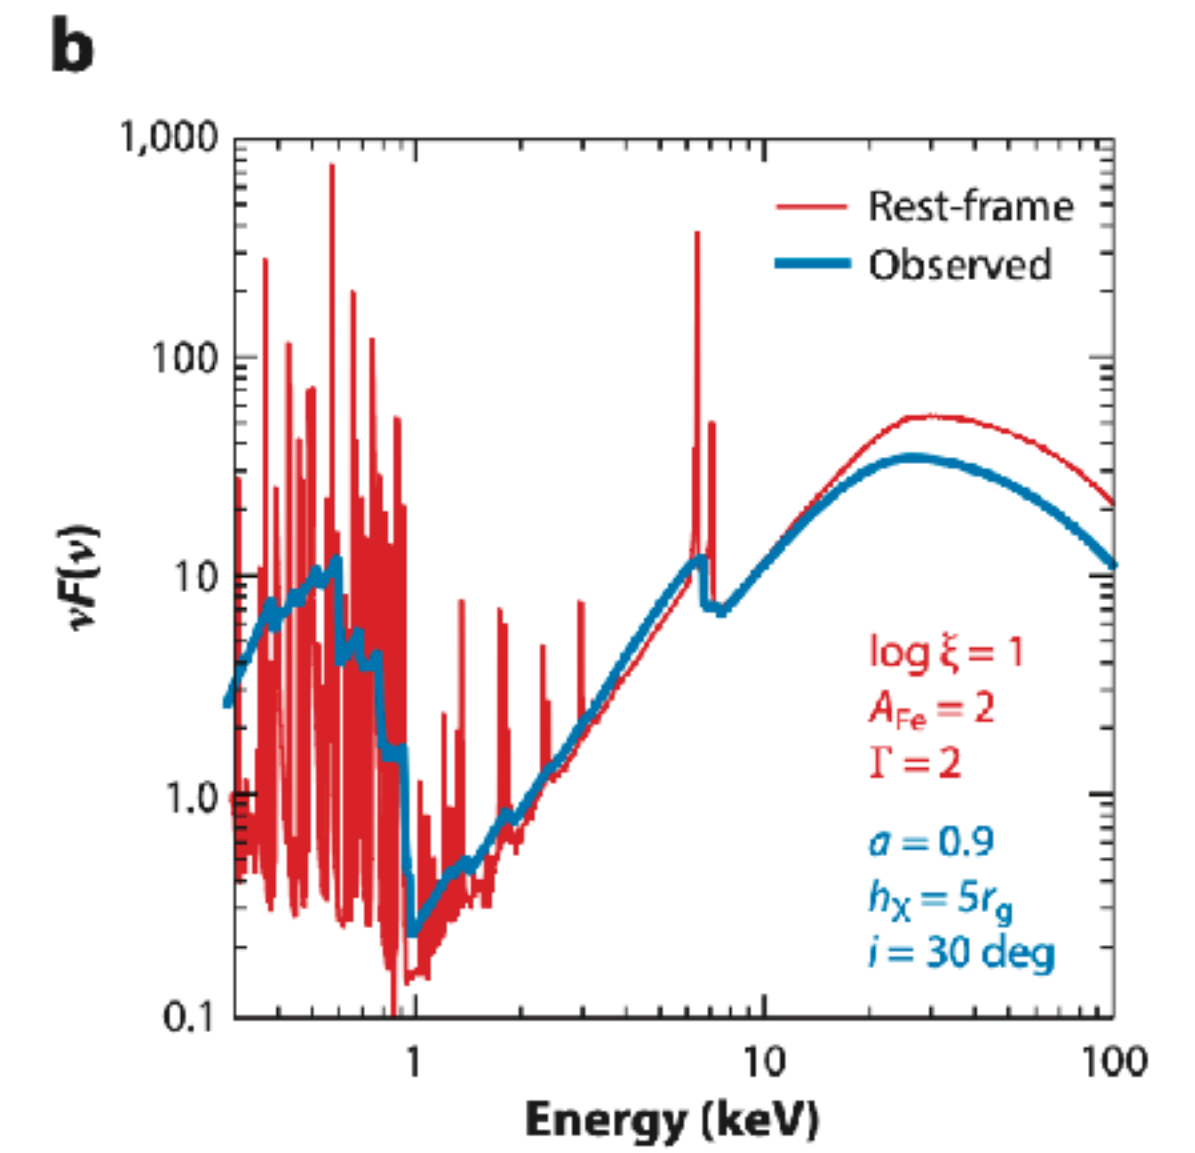 b
1,000
100
10
1.0
0.1
νF(ν)
Rest-frame
Observed
log ξ = 1
A_Fe = 2
Γ = 2
a = 0.9
h_X = 5r_g
i = 30 deg
1 10 100
Energy (keV)